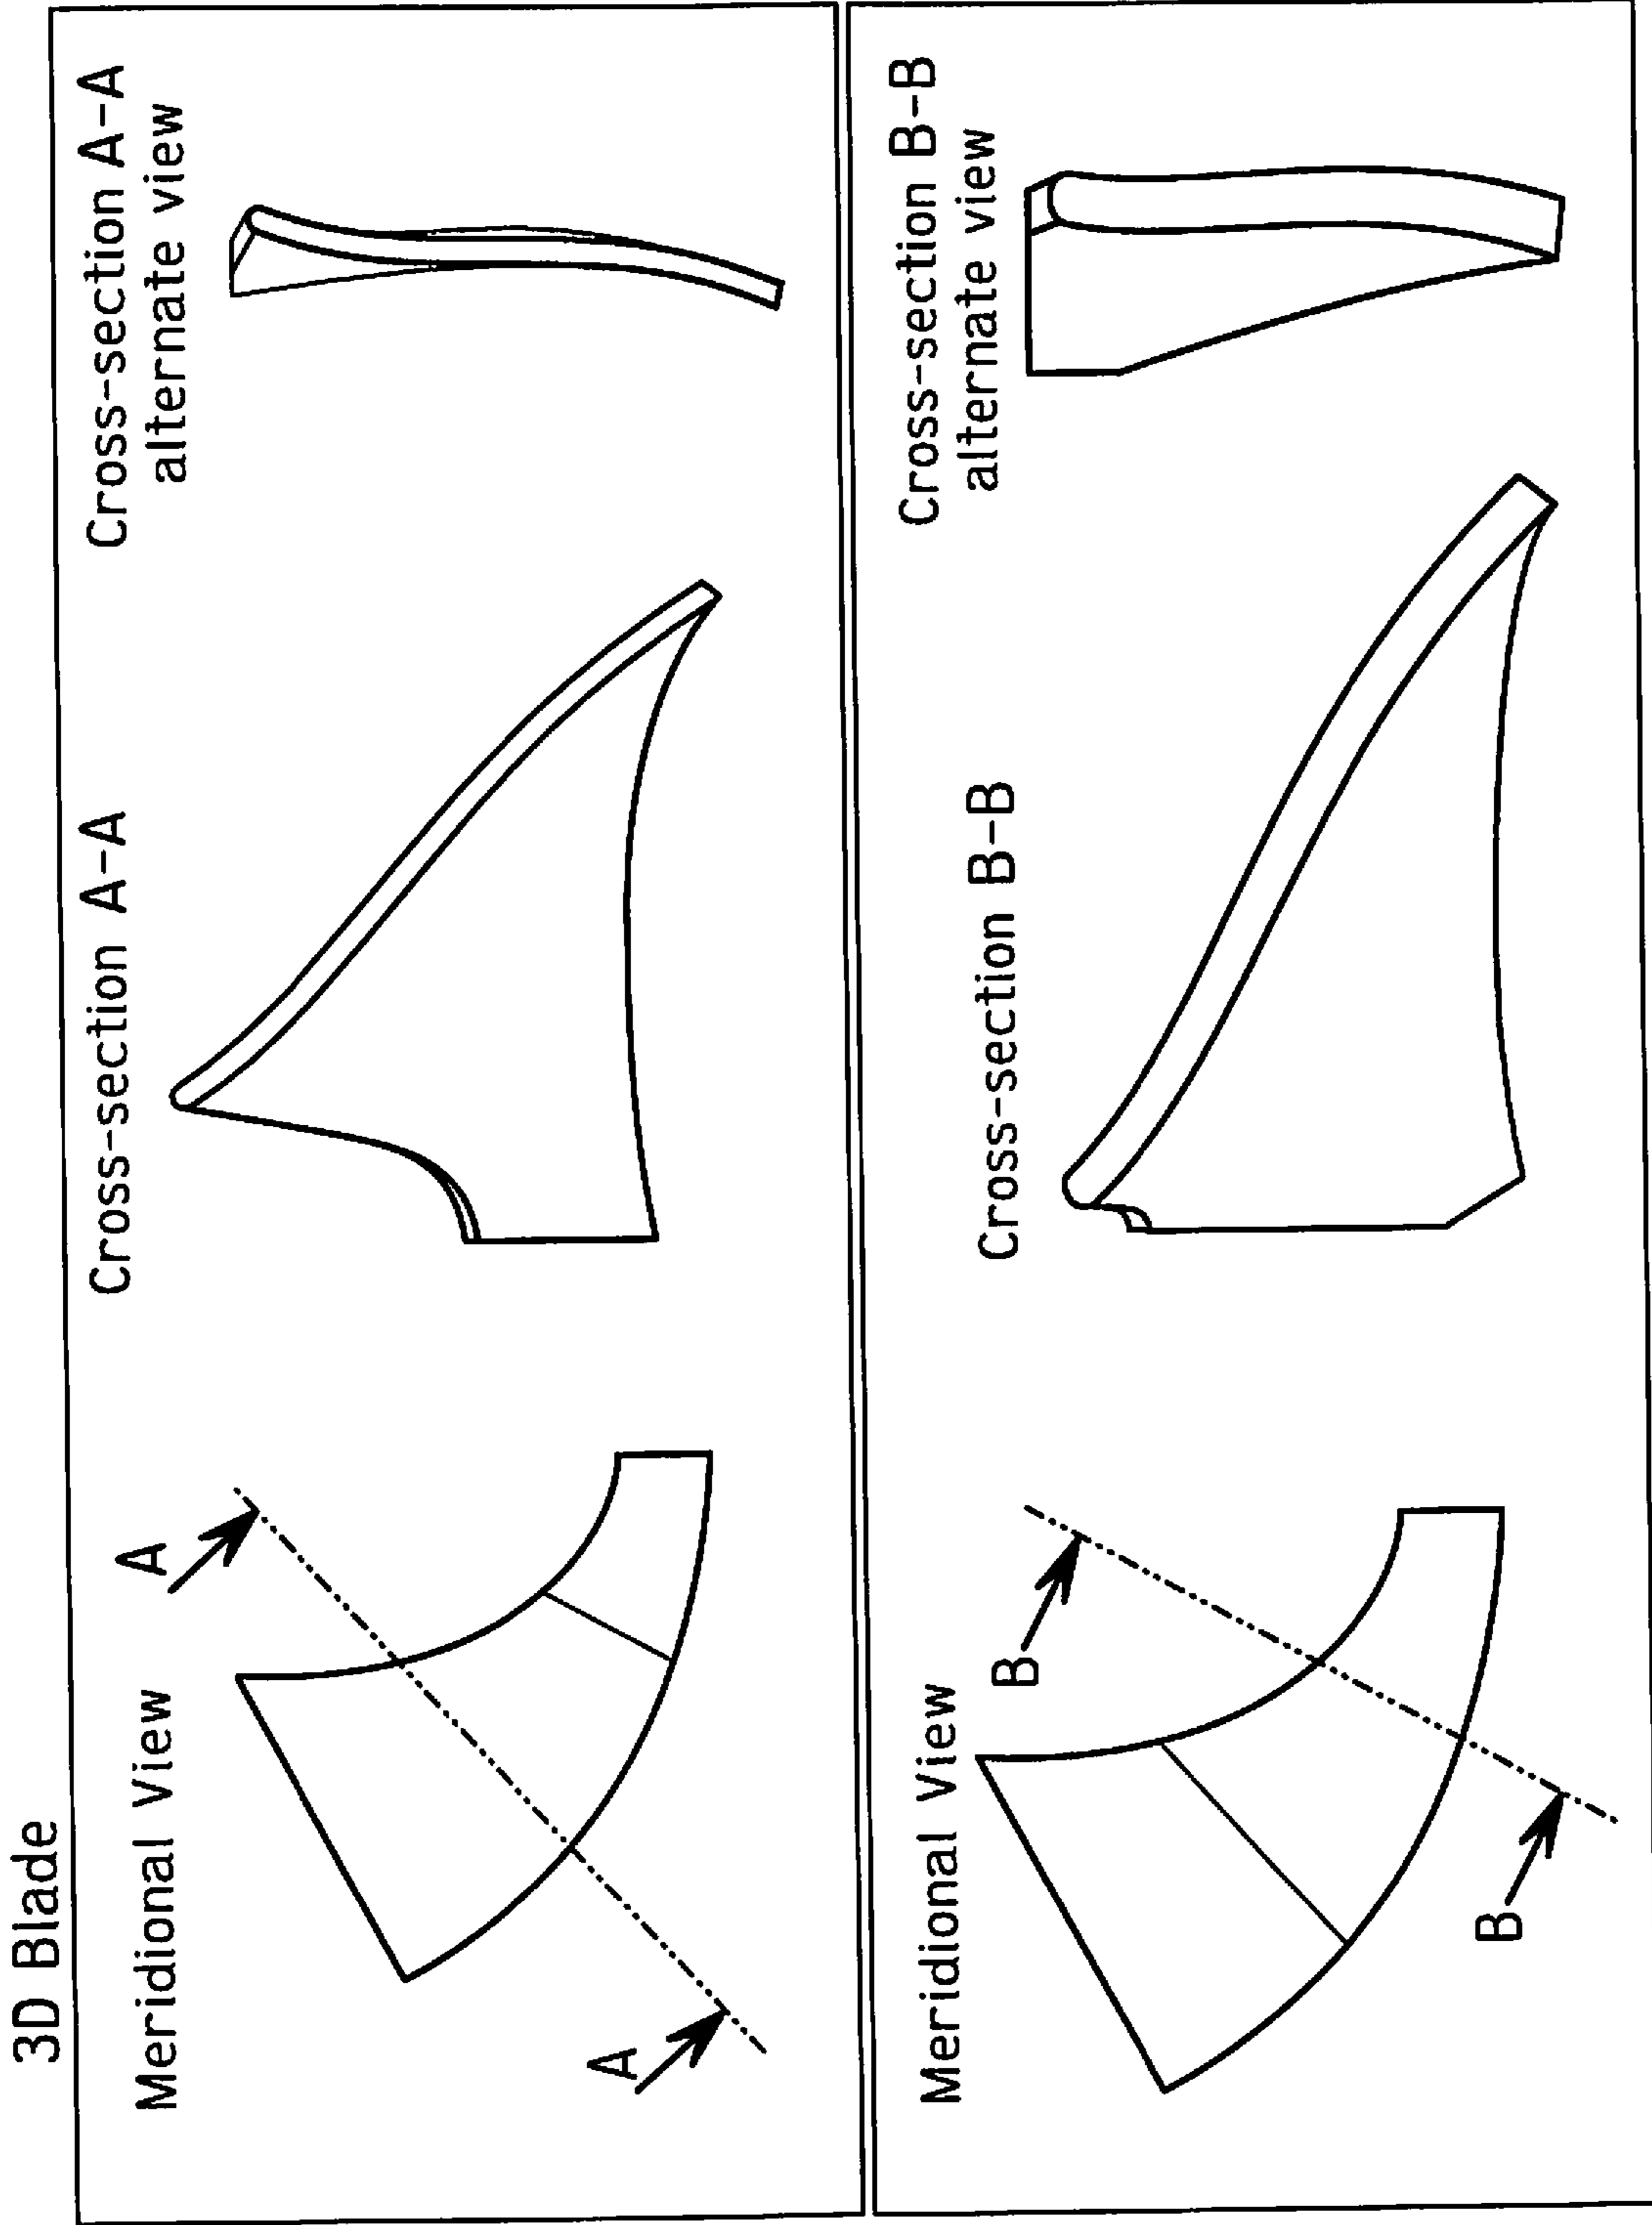 3D Blade
Meridional View
A
A
Cross-section A-A
Cross-section A-A
alternate view
Meridional View
B
B
Cross-section B-B
Cross-section B-B
alternate view